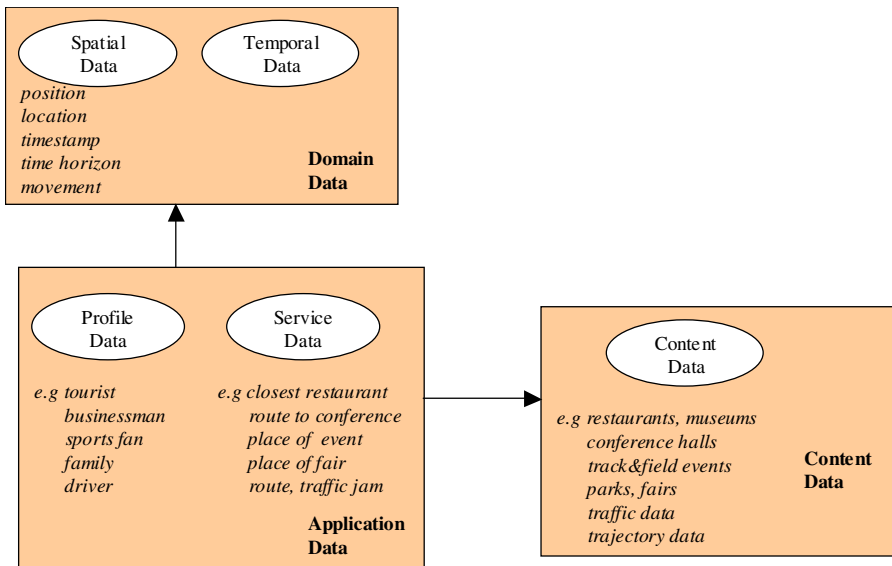 Spatial
Data
Temporal
Data
position
location
timestamp
time horizon
movement
Domain
Data
Profile
Data
Service
Data
e.g tourist
businessman
sports fan
family
driver
e.g closest restaurant
route to conference
place of event
place of fair
route, traffic jam
Application
Data
Content
Data
e.g restaurants, museums
conference halls
track&field events
parks, fairs
traffic data
trajectory data
Content
Data